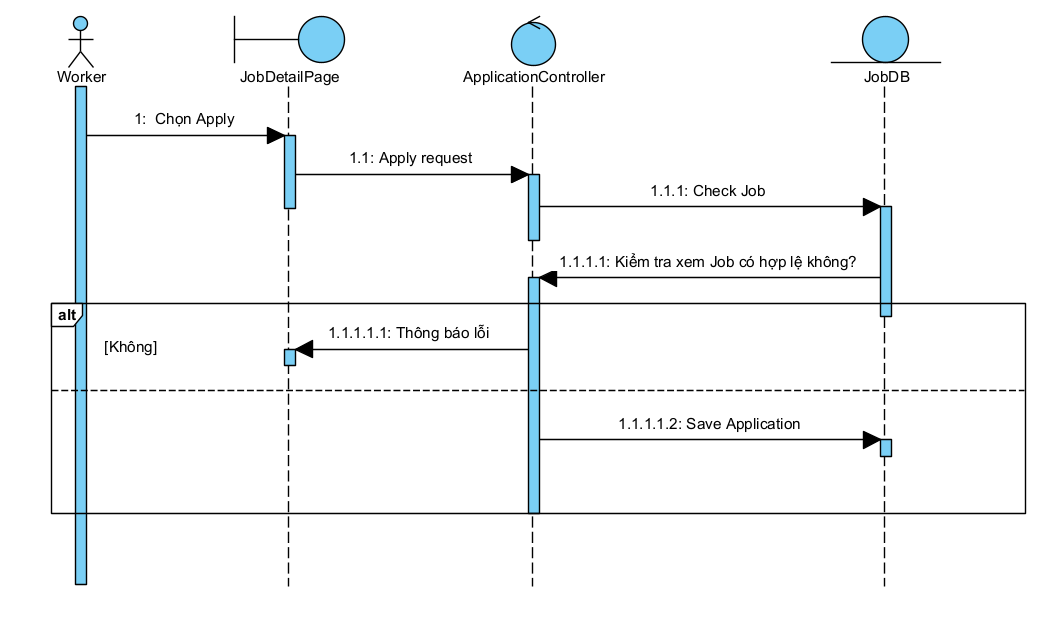 Worker
JobDetailPage
ApplicationController
JobDB
1: Chọn Apply
1.1: Apply request
1.1.1: Check Job
1.1.1.1: Kiểm tra xem Job có hợp lệ không?
alt
1.1.1.1.1: Thông báo lỗi
[Không]
1.1.1.1.2: Save Application